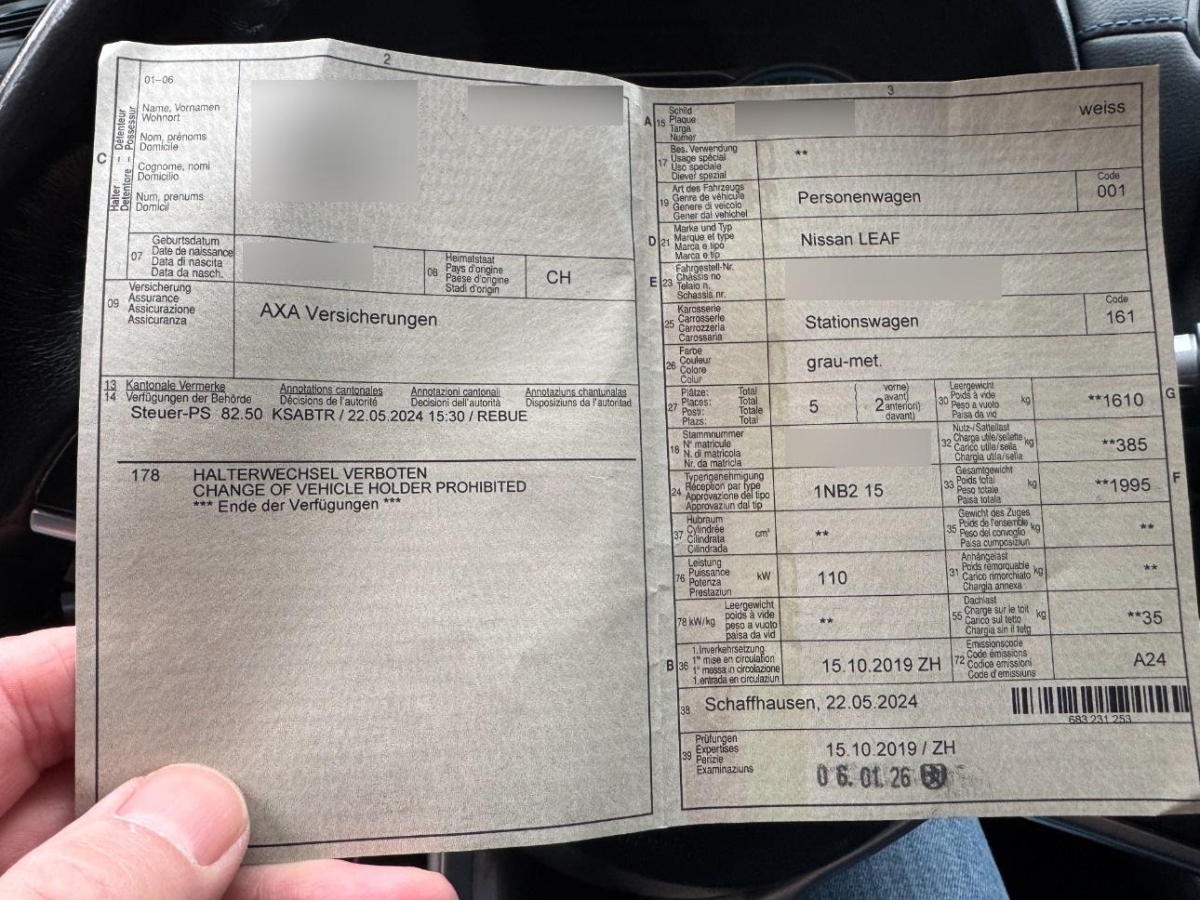 2
01-06
Name, Vornamen
Wohnort
Nom, prénoms
Domicile
Cognome, nomi
Domicilio
Num, prenums
Domicil
C
Halter – Détenteur
Detentore – Possessur
07
Geburtsdatum
Date de naissance
Data di nascita
Data da nasch.
08
Heimatstaat
Pays d'origine
Paese d'origine
Stadi d'origin
CH
09
Versicherung
Assurance
Assicurazione
Assicuranza
AXA Versicherungen
13 Kantonale Vermerke Annotations cantonales Annotazioni cantonali Annotaziuns chantunalas
14 Verfügungen der Behörde Décisions de l'autorité Decisioni dell'autorità Disposiziuns da l'autoritad
Steuer-PS 82.50 KSABTR / 22.05.2024 15:30 / REBUE
178 HALTERWECHSEL VERBOTEN
CHANGE OF VEHICLE HOLDER PROHIBITED
*** Ende der Verfügungen ***
3
A 15
Schild
Plaque
Targa
Numer
weiss
17
Bes. Verwendung
Usage spécial
Uso speciale
Diever spezial
**
19
Art des Fahrzeugs
Genre de véhicule
Genere di veicolo
Gener dal vehichel
Personenwagen
Code
001
D 21
Marke und Typ
Marque et type
Marca e tipo
Marca e tip
Nissan LEAF
E 23
Fahrgestell-Nr.
Châssis no
Telaio n.
Schassis nr.
25
Karosserie
Carrosserie
Carrozzeria
Carossaria
Stationswagen
Code
161
26
Farbe
Couleur
Colore
Colur
grau-met.
27
Plätze: Total
Places: Total
Posti: Totale
Plazs: Total
5
2
vorne)
avant)
anteriori)
davant)
30
Leergewicht
Poids à vide
Peso a vuoto
Paisa da vid
kg
**1610
G
18
Stammnummer
N° matricule
N. di matricola
Nr. da matricla
32
Nutz-/Sattellast
Charge utile/sellette
Carico utile/sella
Chargia utila/sella
kg
**385
24
Typengenehmigung
Réception par type
Approvazione del tipo
Approvaziun dal tip
1NB2 15
33
Gesamtgewicht
Poids total
Peso totale
Paisa totala
kg
**1995
F
37
Hubraum
Cylindrée
Cilindrata
Cilindrada
cm³
**
35
Gewicht des Zuges
Poids de l'ensemble
Peso del convoglio
Paisa cumposiziun
kg
**
76
Leistung
Puissance
Potenza
Prestaziun
kW
110
31
Anhängelast
Poids remorquable
Carico rimorchiato
Chargia annexa
kg
**
78 kW/kg
Leergewicht
poids à vide
peso a vuoto
paisa da vid
**
55
Dachlast
Charge sur le toit
Carico sul tetto
Chargia sin il tetg
kg
**35
B 36
1.Inverkehrsetzung
1re mise en circulation
1a messa in circolazione
1.entrada en circulaziun
15.10.2019 ZH
72
Emissionscode
Code émissions
Codice emissioni
Code d'emissiuns
A24
38
Schaffhausen, 22.05.2024
683 231 253
39
Prüfungen
Expertises
Perizie
Examinaziuns
15.10.2019 / ZH
06. 01. 26